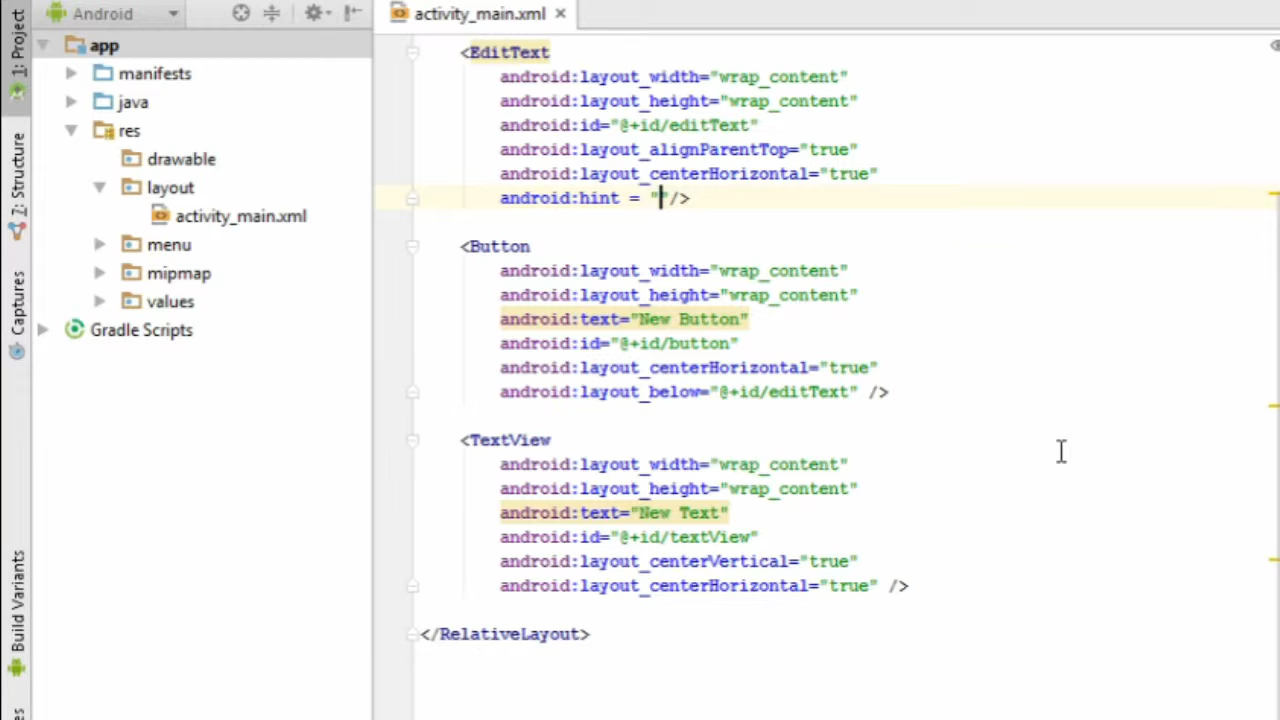 Android
activity_main.xml
1: Project
app
manifests
java
res
drawable
layout
activity_main.xml
menu
mipmap
values
Gradle Scripts
7: Structure
Captures
Build Variants
<EditText
android:layout_width="wrap_content"
android:layout_height="wrap_content"
android:id="@+id/editText"
android:layout_alignParentTop="true"
android:layout_centerHorizontal="true"
android:hint = ""/>
<Button
android:layout_width="wrap_content"
android:layout_height="wrap_content"
android:text="New Button"
android:id="@+id/button"
android:layout_centerHorizontal="true"
android:layout_below="@+id/editText" />
<TextView
android:layout_width="wrap_content"
android:layout_height="wrap_content"
android:text="New Text"
android:id="@+id/textView"
android:layout_centerVertical="true"
android:layout_centerHorizontal="true" />
</RelativeLayout>